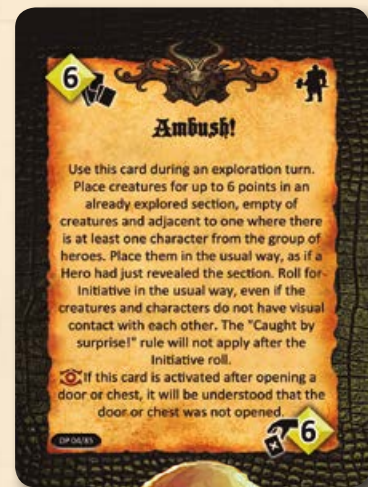 6
Ambush!
Use this card during an exploration turn.
Place creatures for up to 6 points in an
already explored section, empty of
creatures and adjacent to one where there
is at least one character from the group of
heroes. Place them in the usual way, as if a
Hero had just revealed the section. Roll for
Initiative in the usual way, even if the
creatures and characters do not have visual
contact with each other. The "Caught by
surprise!" rule will not apply after the
Initiative roll.
If this card is activated after opening a
door or chest, it will be understood that the
door or chest was not opened.
6